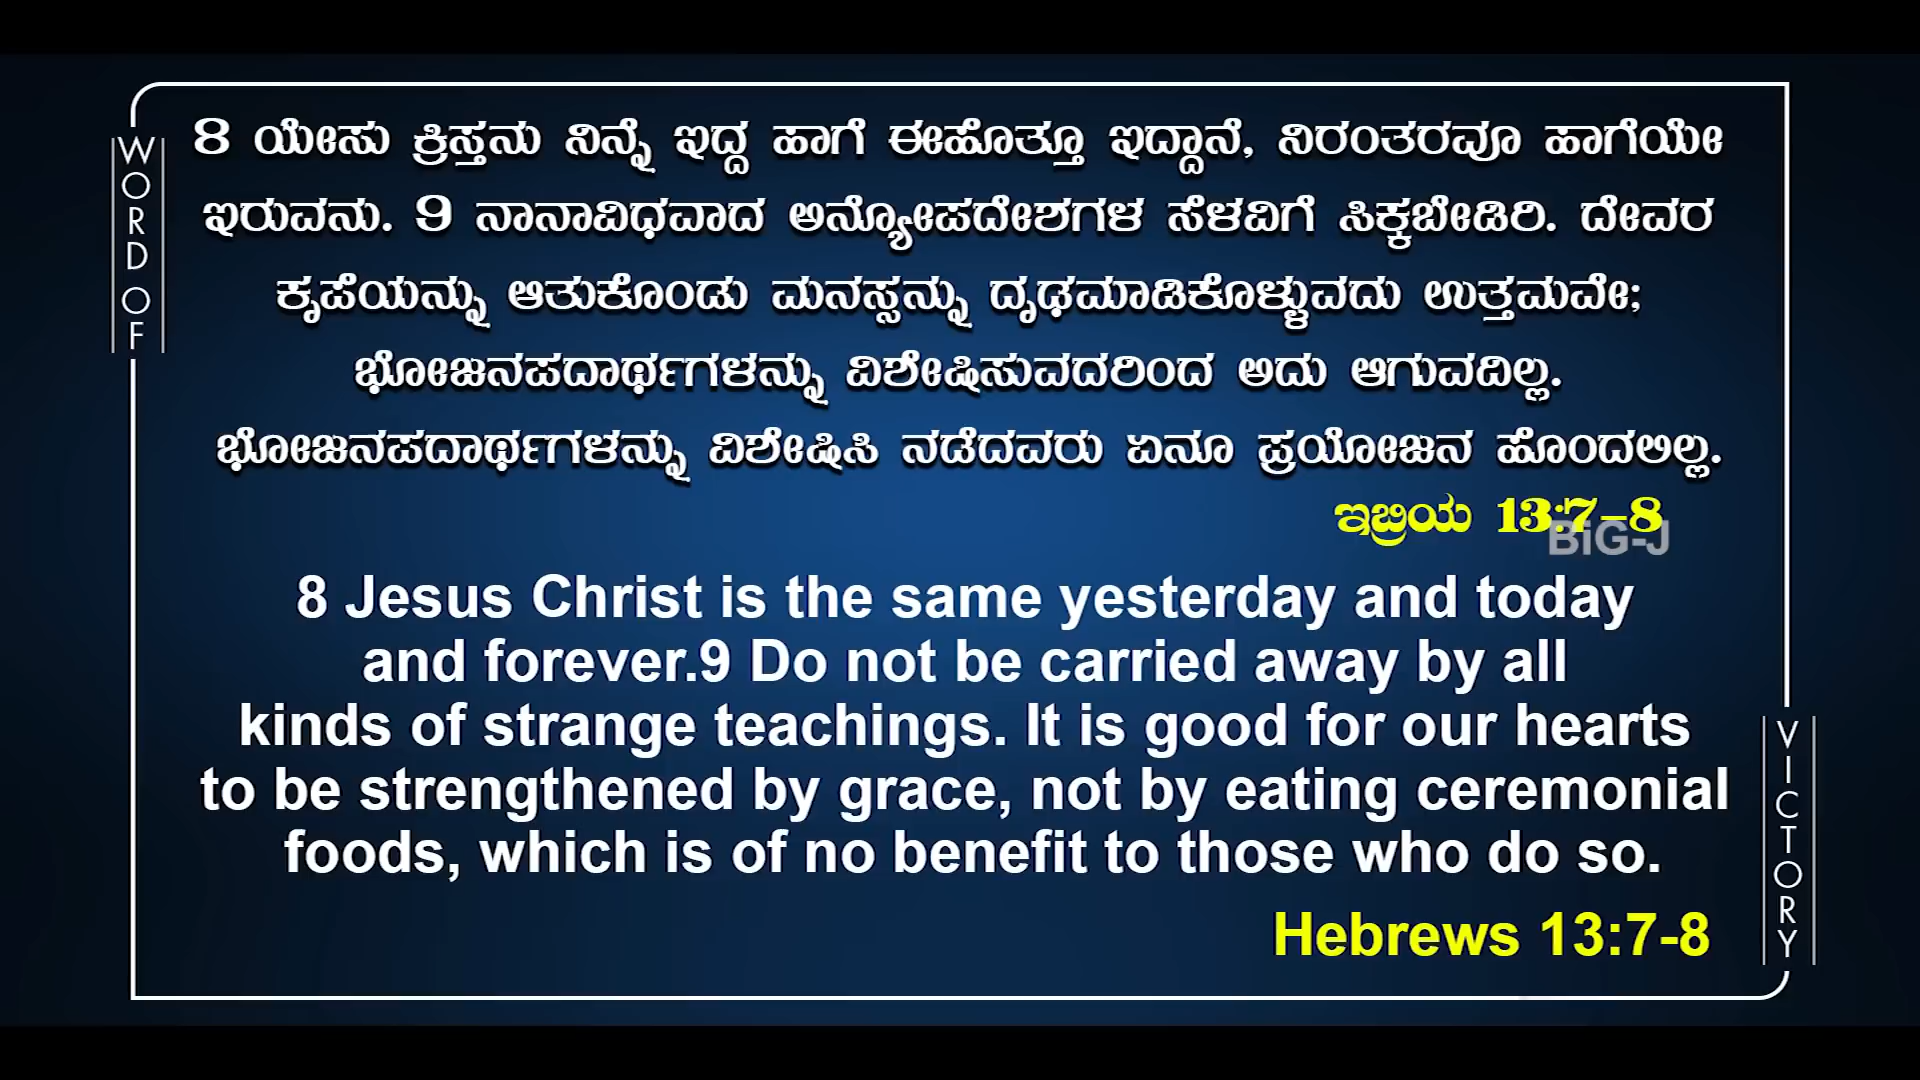 WORD OF
8 ಯೇಸು ಕ್ರಿಸ್ತನು ನಿನ್ನೆ ಇದ್ದ ಹಾಗೆ ಈಹೊತ್ತೂ ಇದ್ದಾನೆ, ನಿರಂತರವೂ ಹಾಗೆಯೇ
ಇರುವನು. 9 ನಾನಾವಿಧವಾದ ಅನ್ಯೋಪದೇಶಗಳ ಸೆಳವಿಗೆ ಸಿಕ್ಕಬೇಡಿರಿ. ದೇವರ
ಕೃಪೆಯನ್ನು ಆತುಕೊಂಡು ಮನಸ್ಸನ್ನು ದೃಢಮಾಡಿಕೊಳ್ಳುವದು ಉತ್ತಮವೇ;
ಭೋಜನಪದಾರ್ಥಗಳನ್ನು ವಿಶೇಷಿಸುವದರಿಂದ ಅದು ಆಗುವದಿಲ್ಲ.
ಭೋಜನಪದಾರ್ಥಗಳನ್ನು ವಿಶೇಷಿಸಿ ನಡೆದವರು ಏನೂ ಪ್ರಯೋಜನ ಹೊಂದಲಿಲ್ಲ.
ಇಬ್ರಿಯ 13:7-8
BiG-J
8 Jesus Christ is the same yesterday and today
and forever.9 Do not be carried away by all
kinds of strange teachings. It is good for our hearts
to be strengthened by grace, not by eating ceremonial
foods, which is of no benefit to those who do so.
Hebrews 13:7-8
VICTORY